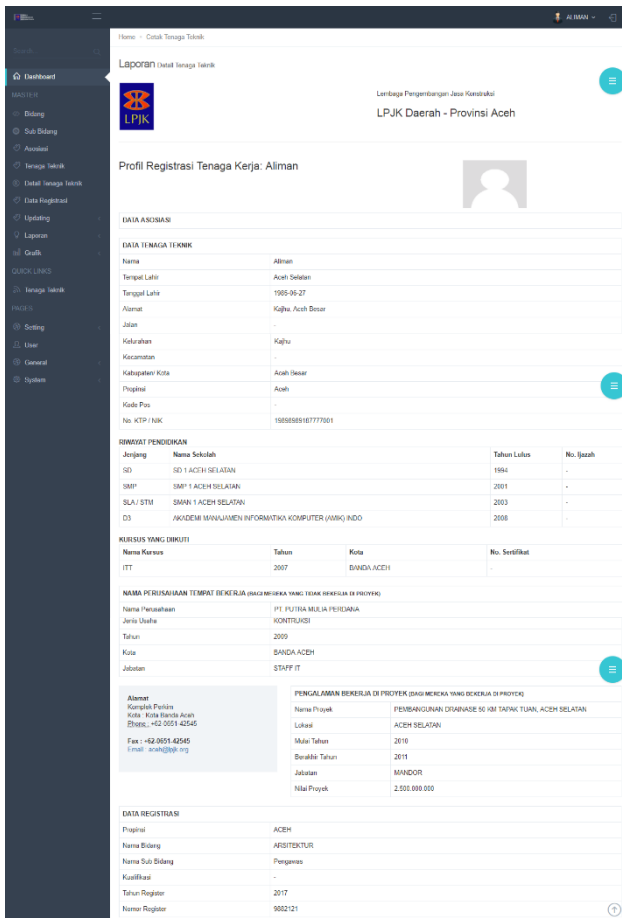 ALIMAN
Home - Cetak Tenaga Teknik
Search...
Dashboard
MASTER
Bidang
Sub Bidang
Asosiasi
Tenaga Teknik
Detail Tenaga Teknik
Data Registrasi
Updating
Laporan
Grafik
QUICK LINKS
Tenaga Teknik
PAGES
Setting
User
General
System
Laporan Detail Tenaga Teknik
LPJK
Lembaga Pengembangan Jasa Konstruksi
LPJK Daerah - Provinsi Aceh
Profil Registrasi Tenaga Kerja: Aliman
DATA ASOSIASI
DATA TENAGA TEKNIK
Nama Aliman
Tempat Lahir Aceh Selatan
Tanggal Lahir 1985-06-27
Alamat Kajhu, Aceh Besar
Jalan -
Kelurahan Kajhu
Kecamatan -
Kabupaten/ Kota Aceh Besar
Propinsi Aceh
Kode Pos -
No. KTP / NIK
RIWAYAT PENDIDIKAN
Jenjang Nama Sekolah Tahun Lulus No. Ijazah
SD SD 1 ACEH SELATAN 1994 -
SMP SMP 1 ACEH SELATAN 2001 -
SLA / STM SMAN 1 ACEH SELATAN 2003 -
D3 AKADEMI MANAJAMEN INFORMATIKA KOMPUTER (AMIK) INDO 2008 -
KURSUS YANG DIIKUTI
Nama Kursus Tahun Kota No. Sertifikat
ITT 2007 BANDA ACEH -
NAMA PERUSAHAAN TEMPAT BEKERJA (BAGI MEREKA YANG TIDAK BEKERJA DI PROYEK)
Nama Perusahaan PT. PUTRA MULIA PERDANA
Jenis Usaha KONTRUKSI
Tahun 2009
Kota BANDA ACEH
Jabatan STAFF IT
Alamat
Komplek Perkim
Kota : Kota Banda Aceh
Phone : +62-0651-42545
Fax : +62-0651-42545
Email : aceh@lpjk.org
PENGALAMAN BEKERJA DI PROYEK (BAGI MEREKA YANG BEKERJA DI PROYEK)
Nama Proyek PEMBANGUNAN DRAINASE 50 KM TAPAK TUAN, ACEH SELATAN
Lokasi ACEH SELATAN
Mulai Tahun 2010
Berakhir Tahun 2011
Jabatan MANDOR
Nilai Proyek 2.500.000.000
DATA REGISTRASI
Propinsi ACEH
Nama Bidang ARSITEKTUR
Nama Sub Bidang Pengawas
Kualifikasi -
Tahun Register 2017
Nomor Register 9882121